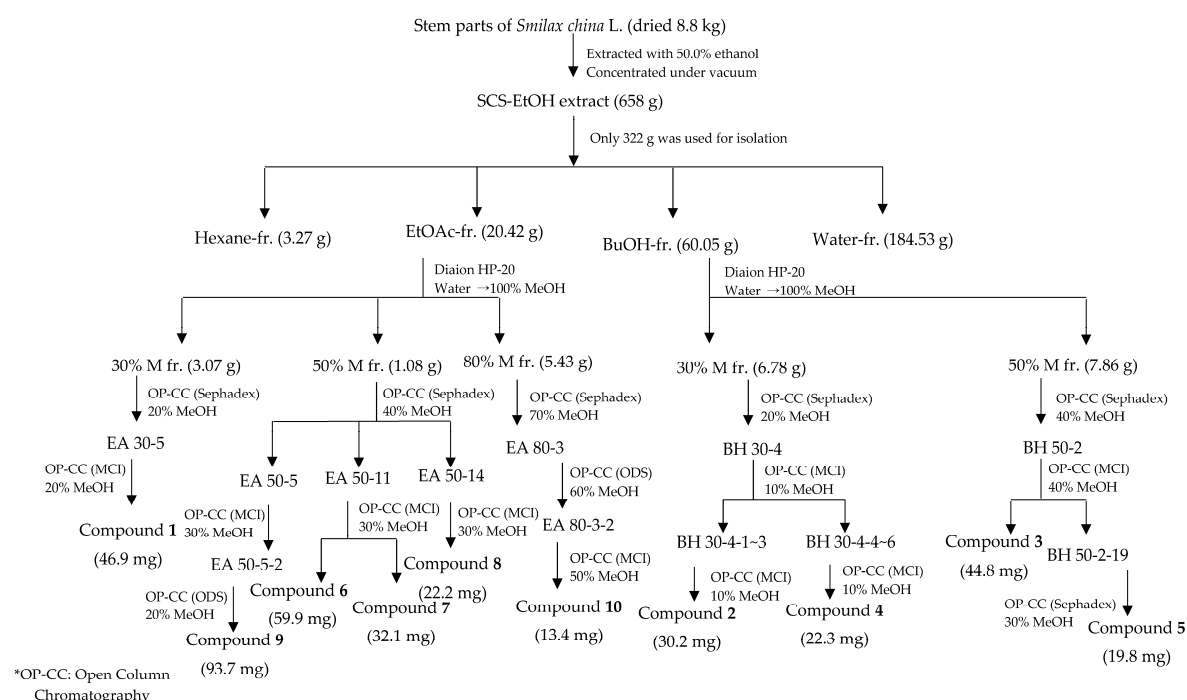 Stem parts of Smilax china L. (dried 8.8 kg)
Extracted with 50.0% ethanol
Concentrated under vacuum
SCS-EtOH extract (658 g)
Only 322 g was used for isolation
Hexane-fr. (3.27 g)
EtOAc-fr. (20.42 g)
BuOH-fr. (60.05 g)
Water-fr. (184.53 g)
Diaion HP-20
Water →100% MeOH
Diaion HP-20
Water →100% MeOH
30% M fr. (3.07 g)
50% M fr. (1.08 g)
80% M fr. (5.43 g)
30% M fr. (6.78 g)
50% M fr. (7.86 g)
OP-CC (Sephadex)
20% MeOH
OP-CC (Sephadex)
40% MeOH
OP-CC (Sephadex)
70% MeOH
OP-CC (Sephadex)
20% MeOH
OP-CC (Sephadex)
40% MeOH
EA 30-5
EA 50-5
EA 50-11
EA 50-14
EA 80-3
BH 30-4
BH 50-2
OP-CC (MCI)
20% MeOH
OP-CC (MCI)
30% MeOH
OP-CC (MCI)
30% MeOH
OP-CC (MCI)
30% MeOH
OP-CC (ODS)
60% MeOH
OP-CC (MCI)
10% MeOH
OP-CC (MCI)
40% MeOH
Compound 1
(46.9 mg)
EA 50-5-2
EA 80-3-2
BH 30-4-1~3
BH 30-4-4~6
Compound 3
(44.8 mg)
BH 50-2-19
OP-CC (ODS)
20% MeOH
Compound 6
(59.9 mg)
Compound 7
(32.1 mg)
Compound 8
(22.2 mg)
OP-CC (MCI)
50% MeOH
OP-CC (MCI)
10% MeOH
OP-CC (MCI)
10% MeOH
OP-CC (Sephadex)
30% MeOH
Compound 9
(93.7 mg)
Compound 10
(13.4 mg)
Compound 2
(30.2 mg)
Compound 4
(22.3 mg)
Compound 5
(19.8 mg)
*OP-CC: Open Column
Chromatography